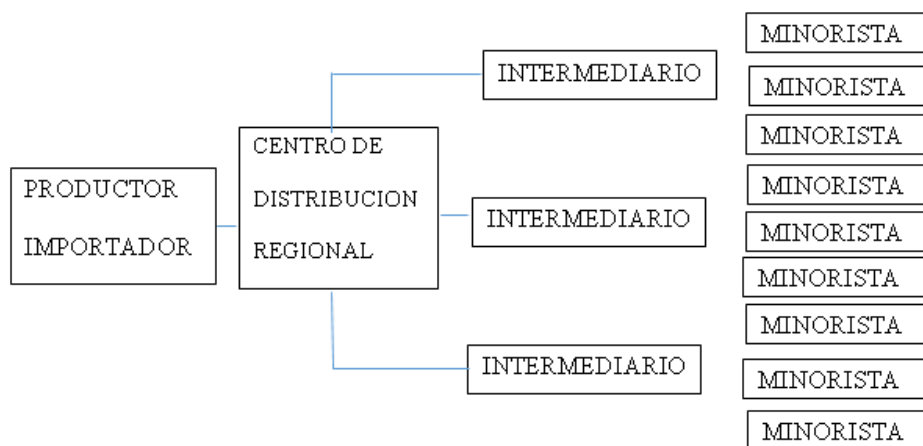 PRODUCTOR
IMPORTADOR
CENTRO DE
DISTRIBUCION
REGIONAL
INTERMEDIARIO
INTERMEDIARIO
INTERMEDIARIO
MINORISTA
MINORISTA
MINORISTA
MINORISTA
MINORISTA
MINORISTA
MINORISTA
MINORISTA
MINORISTA